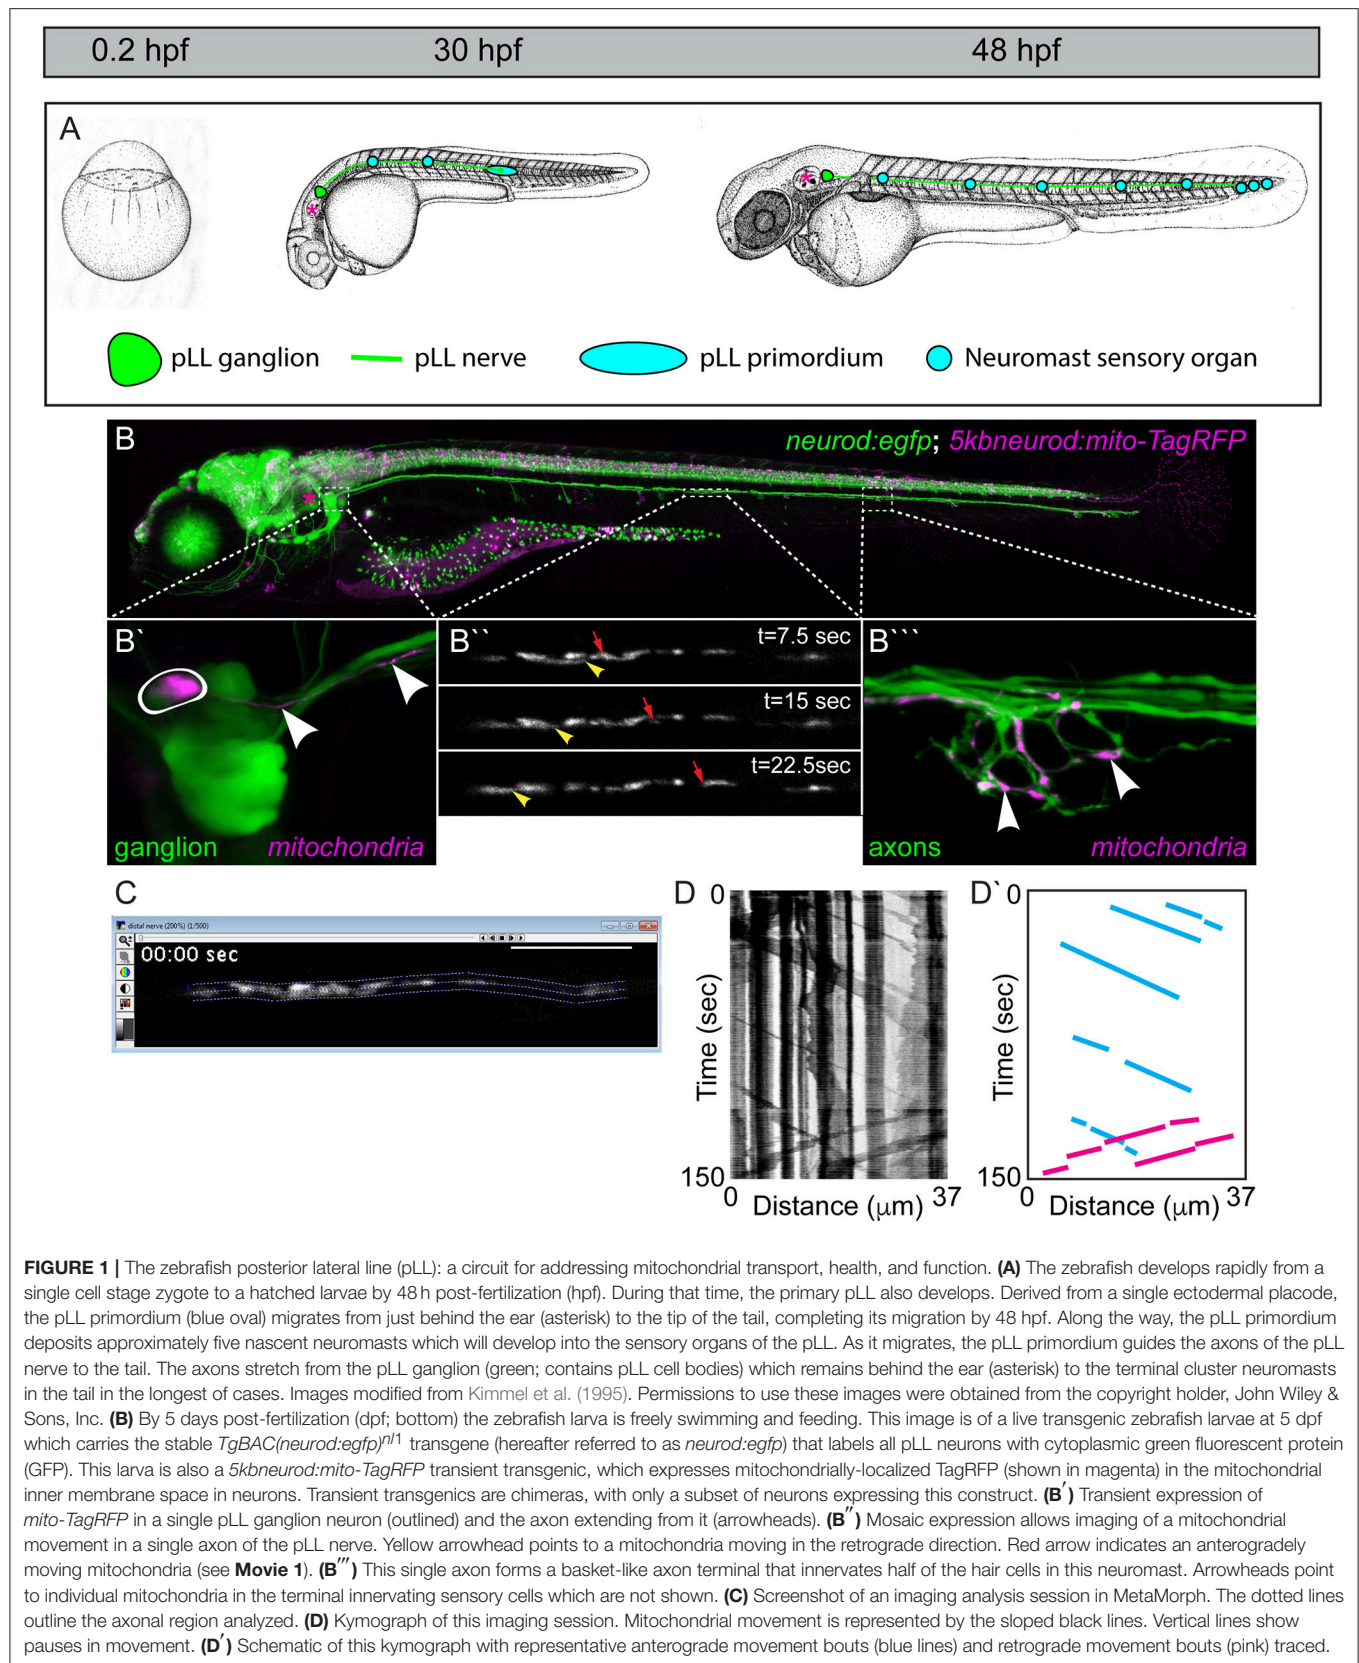 0.2 hpf 30 hpf 48 hpf
A
pLL ganglion pLL nerve pLL primordium Neuromast sensory organ
B neurod:egfp; 5kbneurod:mito-TagRFP
B` B`` t=7.5 sec B```
t=15 sec
t=22.5sec
ganglion mitochondria axons mitochondria
C D 0 D` 0
distal nerve (200%) (1/500)
00:00 sec
Time (sec) Time (sec)
150 150
0 Distance (μm) 37 0 Distance (μm) 37
FIGURE 1 | The zebrafish posterior lateral line (pLL): a circuit for addressing mitochondrial transport, health, and function. (A) The zebrafish develops rapidly from a
single cell stage zygote to a hatched larvae by 48 h post-fertilization (hpf). During that time, the primary pLL also develops. Derived from a single ectodermal placode,
the pLL primordium (blue oval) migrates from just behind the ear (asterisk) to the tip of the tail, completing its migration by 48 hpf. Along the way, the pLL primordium
deposits approximately five nascent neuromasts which will develop into the sensory organs of the pLL. As it migrates, the pLL primordium guides the axons of the pLL
nerve to the tail. The axons stretch from the pLL ganglion (green; contains pLL cell bodies) which remains behind the ear (asterisk) to the terminal cluster neuromasts
in the tail in the longest of cases. Images modified from Kimmel et al. (1995). Permissions to use these images were obtained from the copyright holder, John Wiley &
Sons, Inc. (B) By 5 days post-fertilization (dpf; bottom) the zebrafish larva is freely swimming and feeding. This image is of a live transgenic zebrafish larvae at 5 dpf
which carries the stable TgBAC(neurod:egfp)nl1 transgene (hereafter referred to as neurod:egfp) that labels all pLL neurons with cytoplasmic green fluorescent protein
(GFP). This larva is also a 5kbneurod:mito-TagRFP transient transgenic, which expresses mitochondrially-localized TagRFP (shown in magenta) in the mitochondrial
inner membrane space in neurons. Transient transgenics are chimeras, with only a subset of neurons expressing this construct. (B′) Transient expression of
mito-TagRFP in a single pLL ganglion neuron (outlined) and the axon extending from it (arrowheads). (B′′) Mosaic expression allows imaging of a mitochondrial
movement in a single axon of the pLL nerve. Yellow arrowhead points to a mitochondria moving in the retrograde direction. Red arrow indicates an anterogradely
moving mitochondria (see Movie 1). (B′′′) This single axon forms a basket-like axon terminal that innervates half of the hair cells in this neuromast. Arrowheads point
to individual mitochondria in the terminal innervating sensory cells which are not shown. (C) Screenshot of an imaging analysis session in MetaMorph. The dotted lines
outline the axonal region analyzed. (D) Kymograph of this imaging session. Mitochondrial movement is represented by the sloped black lines. Vertical lines show
pauses in movement. (D′) Schematic of this kymograph with representative anterograde movement bouts (blue lines) and retrograde movement bouts (pink) traced.